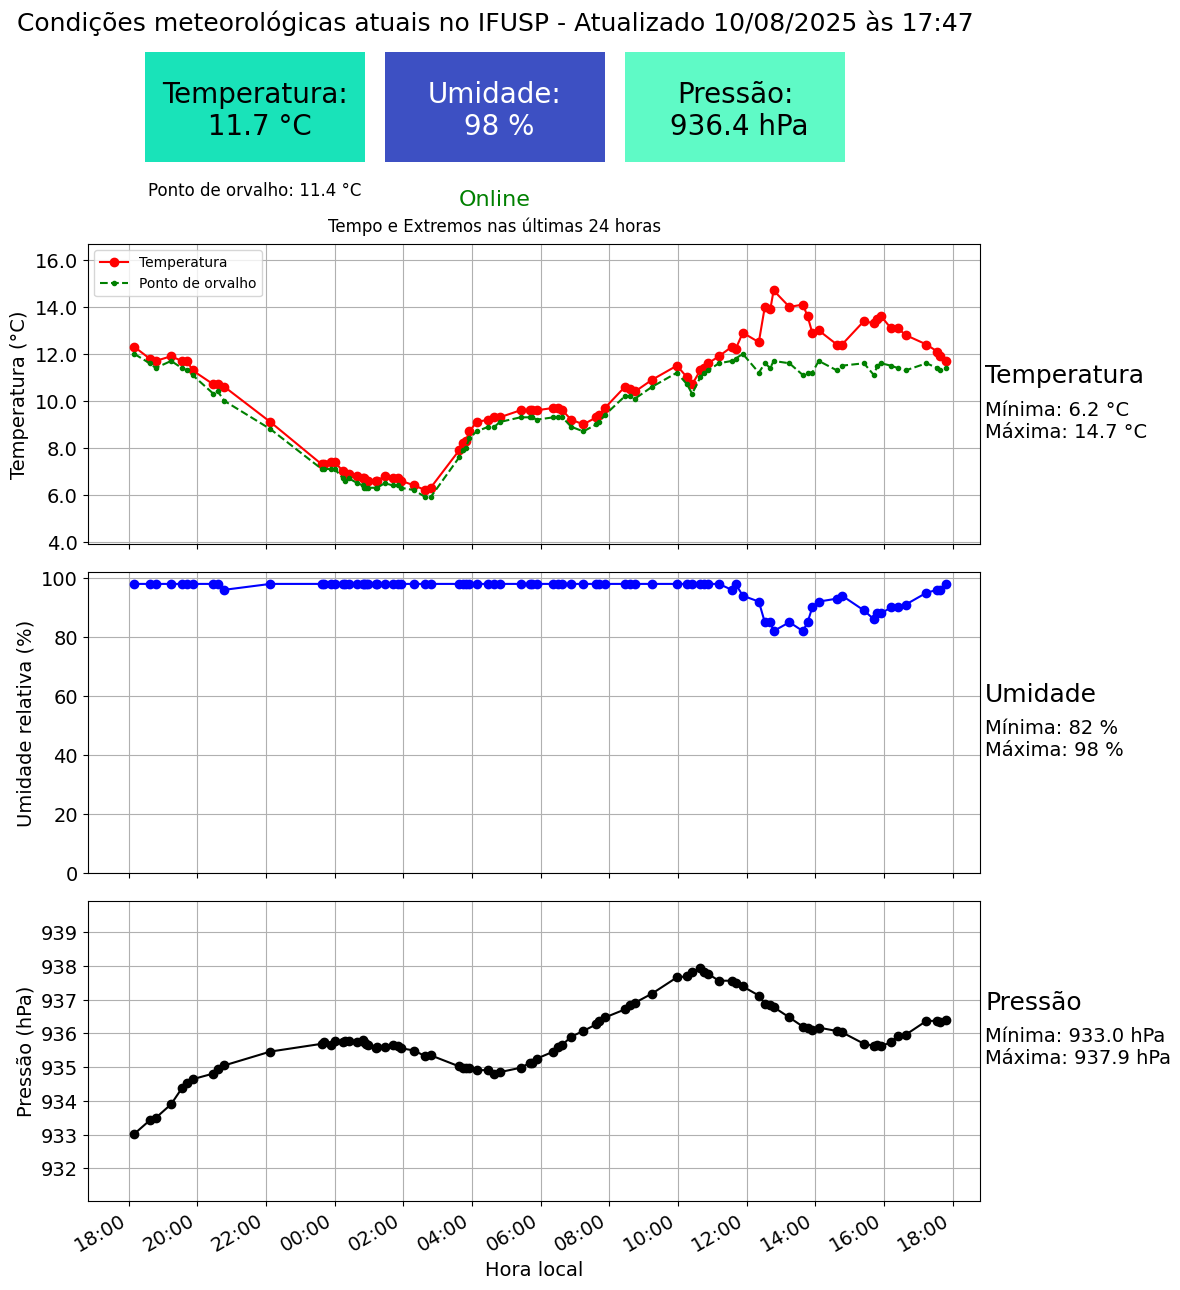 Condições meteorológicas atuais no IFUSP - Atualizado 10/08/2025 às 17:47
Temperatura:
11.7 °C
Umidade:
98 %
Pressão:
936.4 hPa
Ponto de orvalho: 11.4 °C
Online
Tempo e Extremos nas últimas 24 horas
Temperatura (°C)
16.0
14.0
12.0
10.0
8.0
6.0
4.0
Temperatura
Ponto de orvalho
Temperatura
Mínima: 6.2 °C
Máxima: 14.7 °C
Umidade relativa (%)
100
80
60
40
20
0
Umidade
Mínima: 82 %
Máxima: 98 %
Pressão (hPa)
939
938
937
936
935
934
933
932
Pressão
Mínima: 933.0 hPa
Máxima: 937.9 hPa
18:00 20:00 22:00 00:00 02:00 04:00 06:00 08:00 10:00 12:00 14:00 16:00 18:00
Hora local